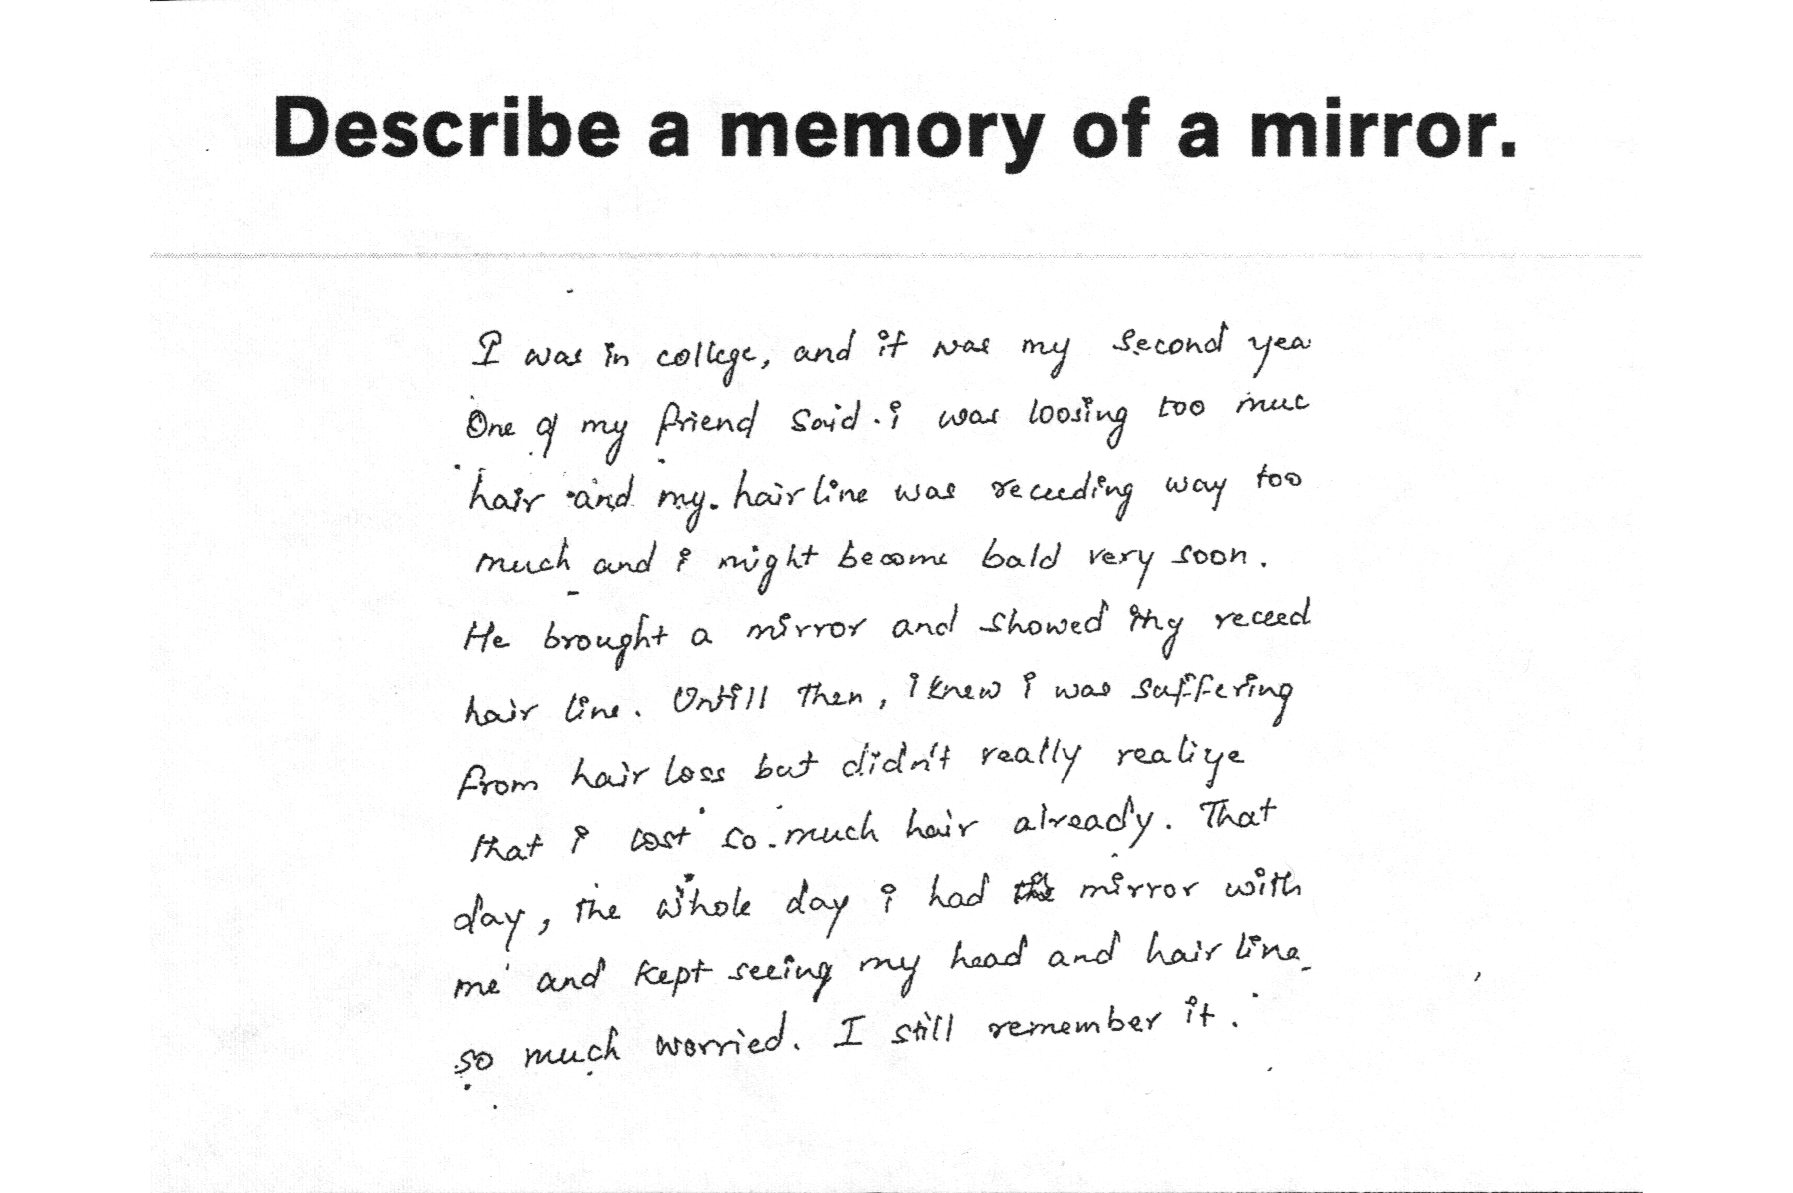 Describe a memory of a mirror.
I was in college, and it was my second yea
One of my friend said i was loosing too muc
hair and my hair line was receeding way too
much and i might become bald very soon.
He brought a mirror and showed my receed
hair line. Untill then, i knew i was suffering
from hair loss but didn't really realize
that i lost so much hair already. That
day, the whole day i had the mirror with
me and kept seeing my head and hair line
so much worried. I still remember it.